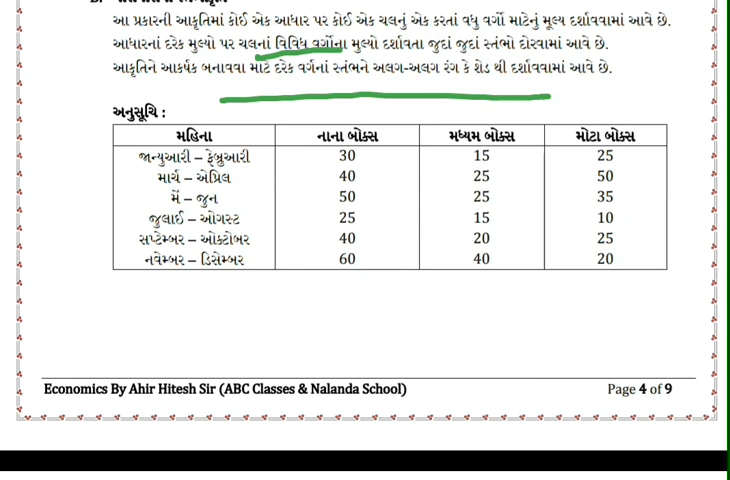 આ પ્રકારની આકૃતિમાં કોઈ એક આધાર પર કોઈ એક ચલનું એક કરતાં વધુ વર્ગો માટેનું મૂલ્ય દર્શાવવામાં આવે છે.
આધારનાં દરેક મુલ્યો પર ચલનાં વિવિધ વર્ગોના મુલ્યો દર્શાવતા જુદાં જુદાં સ્તંભો દોરવામાં આવે છે.
આકૃતિને આકર્ષક બનાવવા માટે દરેક વર્ગનાં સ્તંભને અલગ-અલગ રંગ કે શેડ થી દર્શાવવામાં આવે છે.
અનુસૂચિ :
મહિના નાના બોક્સ મધ્યમ બોક્સ મોટા બોક્સ
જાન્યુઆરી – ફેબ્રુઆરી 30 15 25
માર્ચ – એપ્રિલ 40 25 50
મેં – જુન 50 25 35
જુલાઈ – ઓગસ્ટ 25 15 10
સપ્ટેમ્બર – ઓક્ટોબર 40 20 25
નવેમ્બર – ડિસેમ્બર 60 40 20
Economics By Ahir Hitesh Sir (ABC Classes & Nalanda School) Page 4 of 9